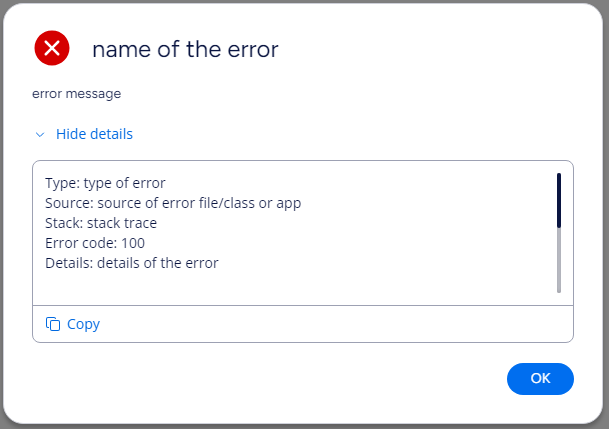 name of the error
error message
Hide details
Type: type of error
Source: source of error file/class or app
Stack: stack trace
Error code: 100
Details: details of the error
Copy
OK